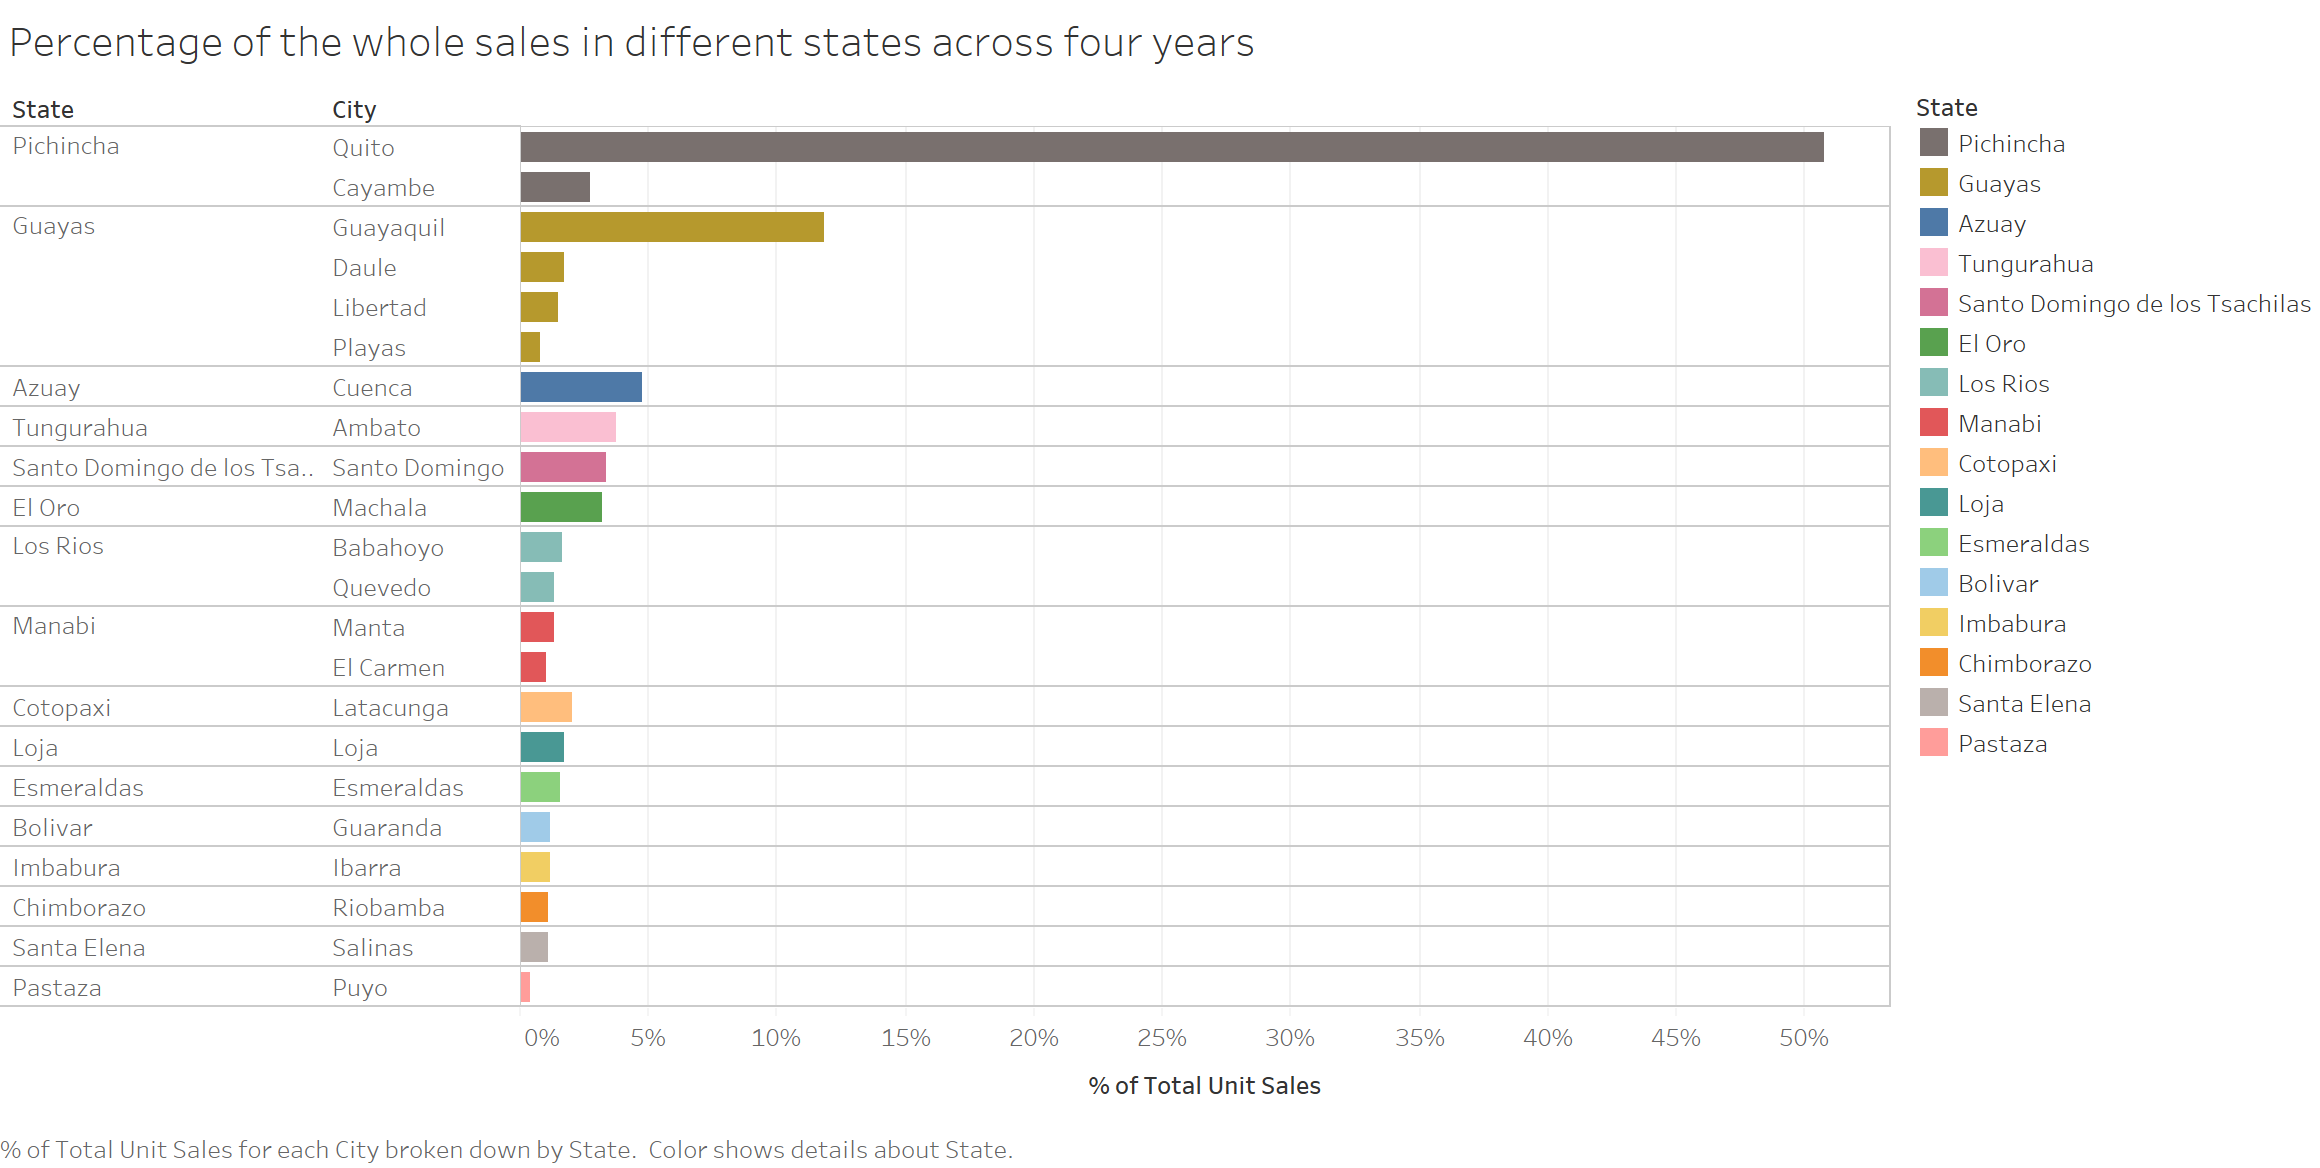 Percentage of the whole sales in different states across four years
State City
Pichincha Quito
Cayambe
Guayas Guayaquil
Daule
Libertad
Playas
Azuay Cuenca
Tungurahua Ambato
Santo Domingo de los Tsa.. Santo Domingo
El Oro Machala
Los Rios Babahoyo
Quevedo
Manabi Manta
El Carmen
Cotopaxi Latacunga
Loja Loja
Esmeraldas Esmeraldas
Bolivar Guaranda
Imbabura Ibarra
Chimborazo Riobamba
Santa Elena Salinas
Pastaza Puyo
0% 5% 10% 15% 20% 25% 30% 35% 40% 45% 50%
% of Total Unit Sales
State
Pichincha
Guayas
Azuay
Tungurahua
Santo Domingo de los Tsachilas
El Oro
Los Rios
Manabi
Cotopaxi
Loja
Esmeraldas
Bolivar
Imbabura
Chimborazo
Santa Elena
Pastaza
% of Total Unit Sales for each City broken down by State.  Color shows details about State.